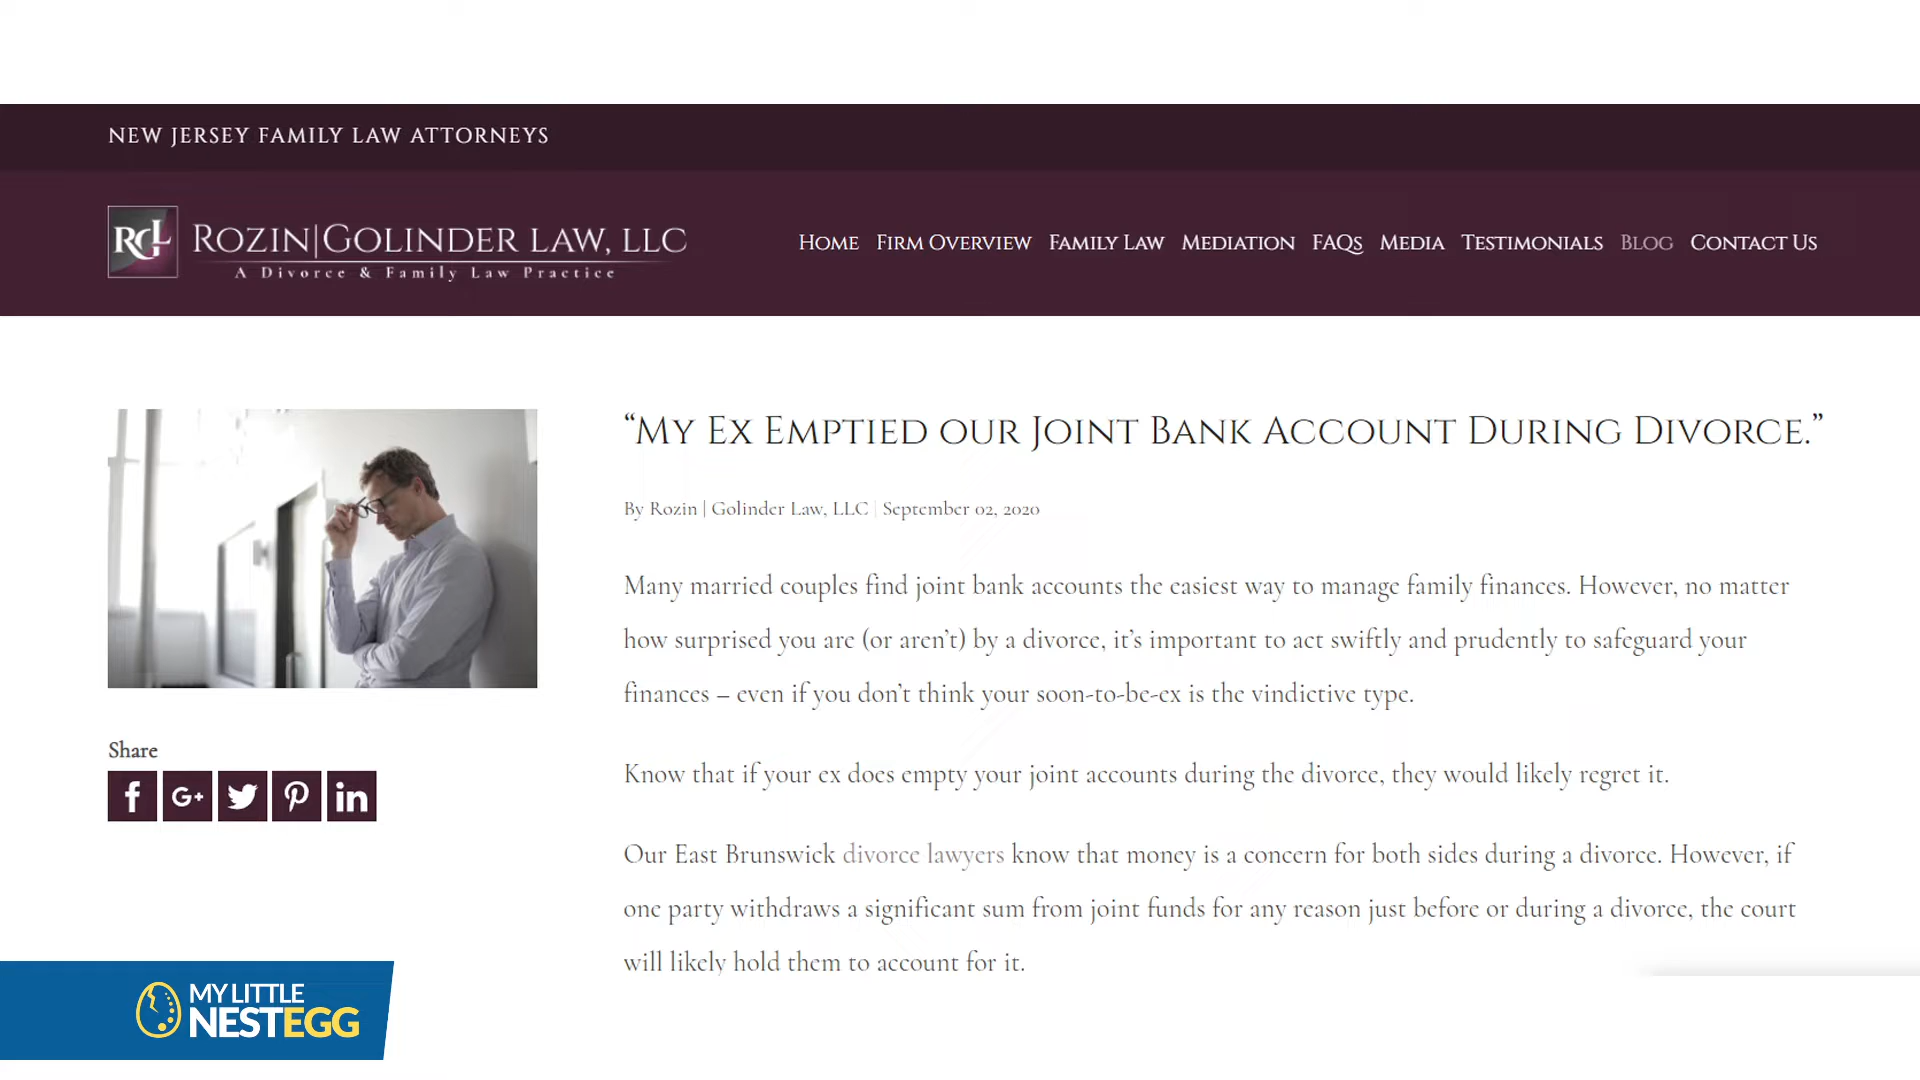 NEW JERSEY FAMILY LAW ATTORNEYS
RGL ROZIN|GOLINDER LAW, LLC
A Divorce & Family Law Practice
HOME FIRM OVERVIEW FAMILY LAW MEDIATION FAQS MEDIA TESTIMONIALS BLOG CONTACT US
“MY EX EMPTIED OUR JOINT BANK ACCOUNT DURING DIVORCE.”
By Rozin | Golinder Law, LLC | September 02, 2020
Many married couples find joint bank accounts the easiest way to manage family finances. However, no matter
how surprised you are (or aren’t) by a divorce, it’s important to act swiftly and prudently to safeguard your
finances – even if you don’t think your soon-to-be-ex is the vindictive type.
Know that if your ex does empty your joint accounts during the divorce, they would likely regret it.
Our East Brunswick divorce lawyers know that money is a concern for both sides during a divorce. However, if
one party withdraws a significant sum from joint funds for any reason just before or during a divorce, the court
will likely hold them to account for it.
Share
f G+ P in
MY LITTLE
NESTEGG